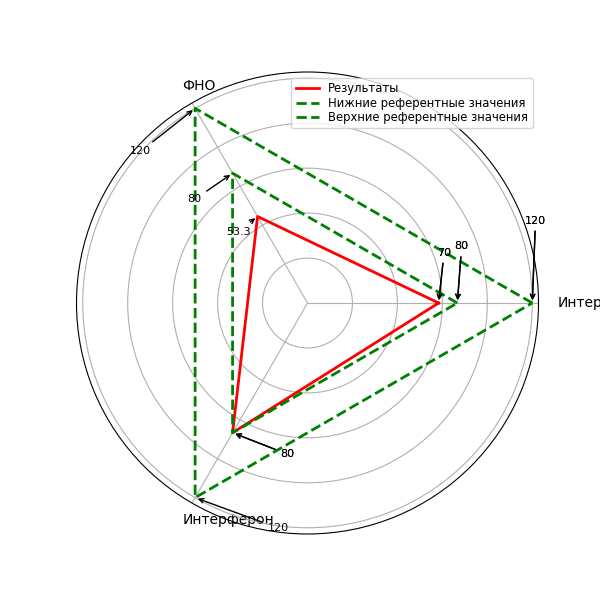 ФНО
Результаты
Нижние референтные значения
Верхние референтные значения
120
80
53.3
120
70
80
Интер
80
Интерферон
120